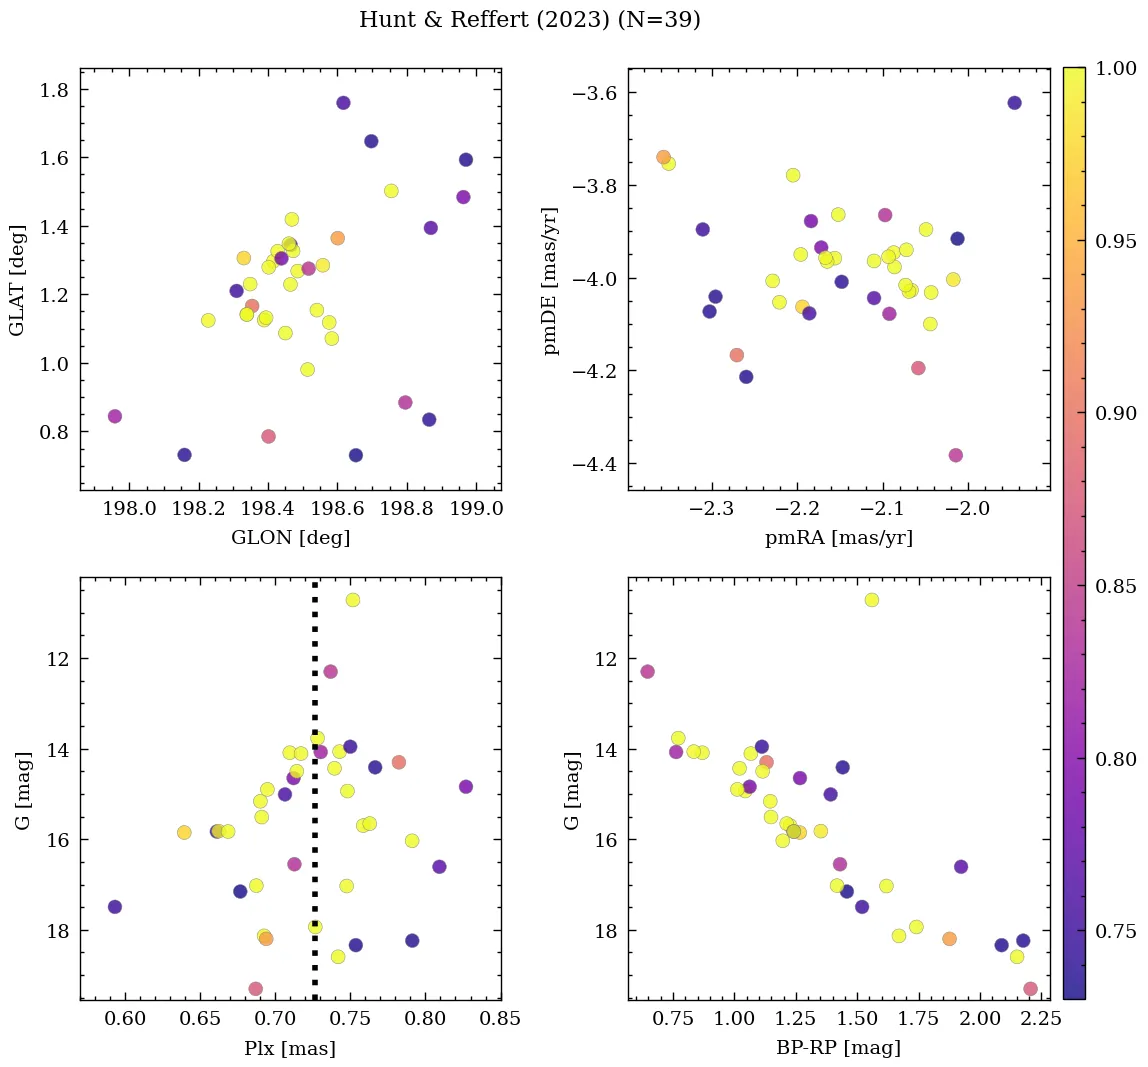 Hunt & Reffert (2023) (N=39)
1.8
1.6
1.4
1.2
1.0
0.8
GLAT [deg]
198.0 198.2 198.4 198.6 198.8 199.0
GLON [deg]
−3.6
−3.8
−4.0
−4.2
−4.4
pmDE [mas/yr]
−2.3 −2.2 −2.1 −2.0
pmRA [mas/yr]
12
14
16
18
G [mag]
0.60 0.65 0.70 0.75 0.80 0.85
Plx [mas]
12
14
16
18
G [mag]
0.75 1.00 1.25 1.50 1.75 2.00 2.25
BP-RP [mag]
1.00
0.95
0.90
0.85
0.80
0.75